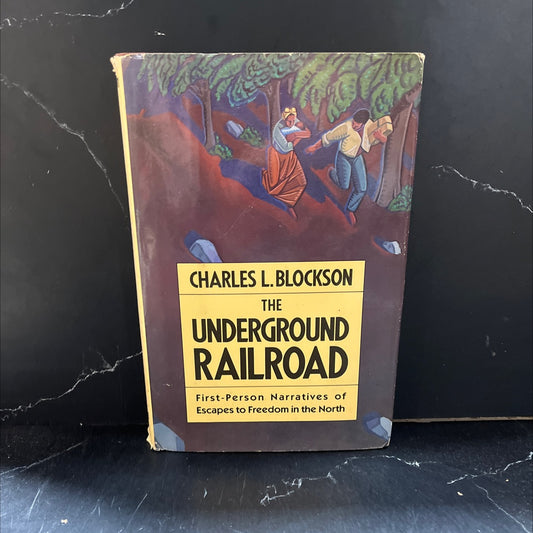 CHARLES L. BLOCKSON
THE
UNDERGROUND
RAILROAD
First-Person Narratives of
Escapes to Freedom in the North